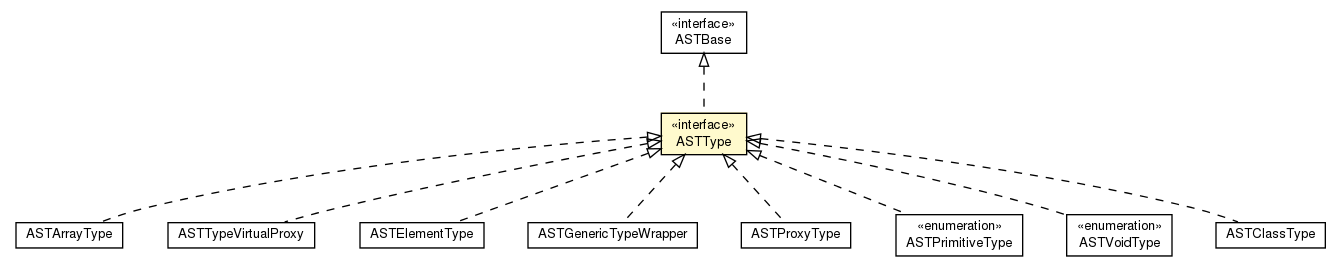 «interface»
ASTBase
«interface»
ASTType
ASTArrayType
ASTTypeVirtualProxy
ASTElementType
ASTGenericTypeWrapper
ASTProxyType
«enumeration»
ASTPrimitiveType
«enumeration»
ASTVoidType
ASTClassType